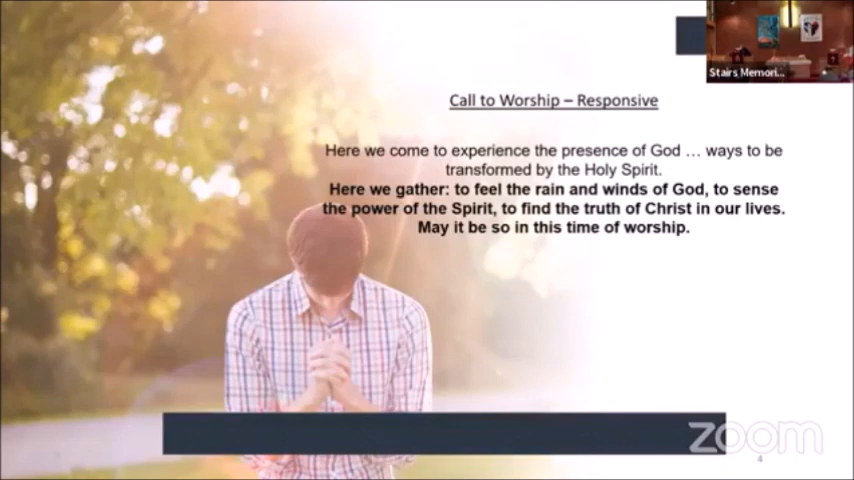 Stairs Memori...
Call to Worship – Responsive
Here we come to experience the presence of God … ways to be
transformed by the Holy Spirit.
Here we gather: to feel the rain and winds of God, to sense
the power of the Spirit, to find the truth of Christ in our lives.
May it be so in this time of worship.
zoom
4